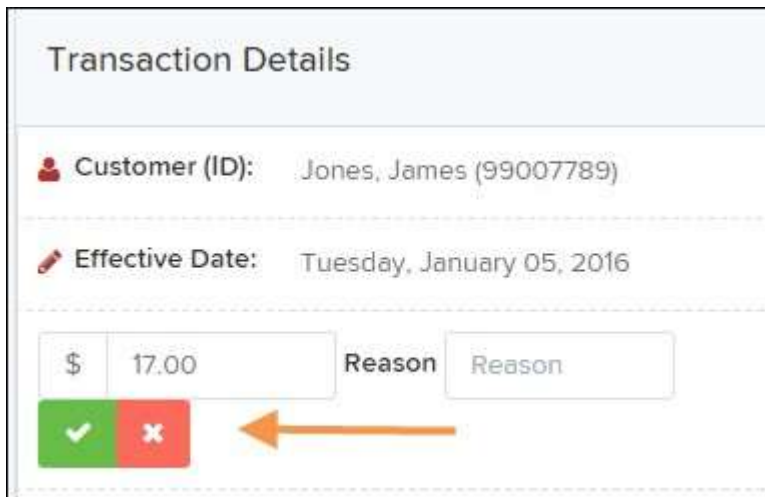 Transaction Details
Customer (ID): Jones, James (99007789)
Effective Date: Tuesday, January 05, 2016
$ 17.00 Reason Reason